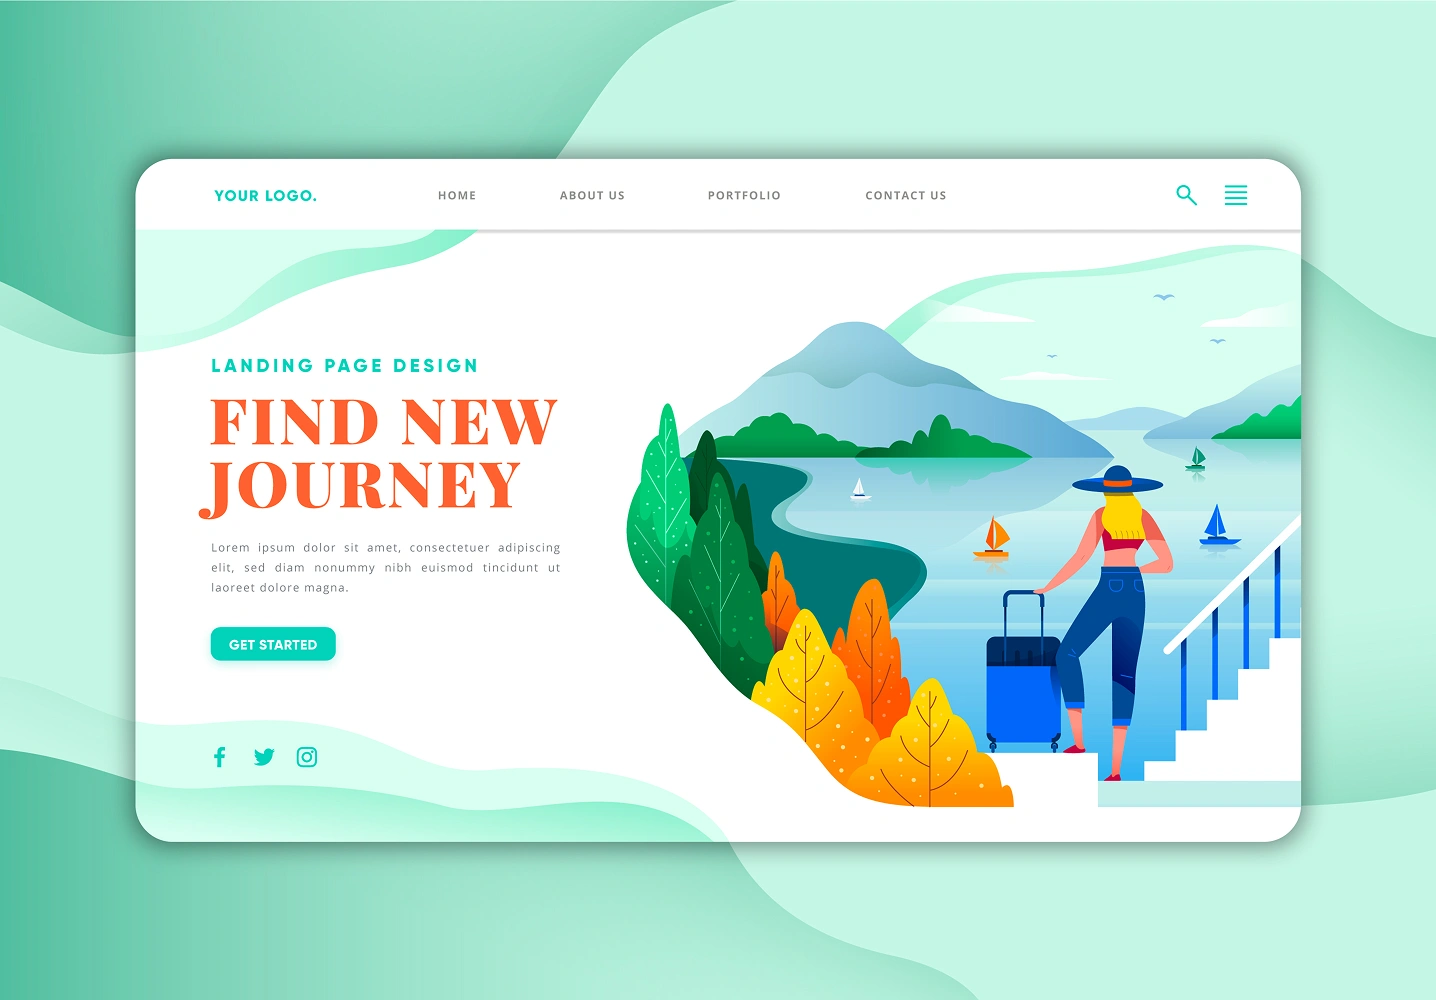 YOUR LOGO.
HOME
ABOUT US
PORTFOLIO
CONTACT US
LANDING PAGE DESIGN
FIND NEW
JOURNEY
Lorem ipsum dolor sit amet, consectetuer adipiscing
elit, sed diam nonummy nibh euismod tincidunt ut
laoreet dolore magna.
GET STARTED